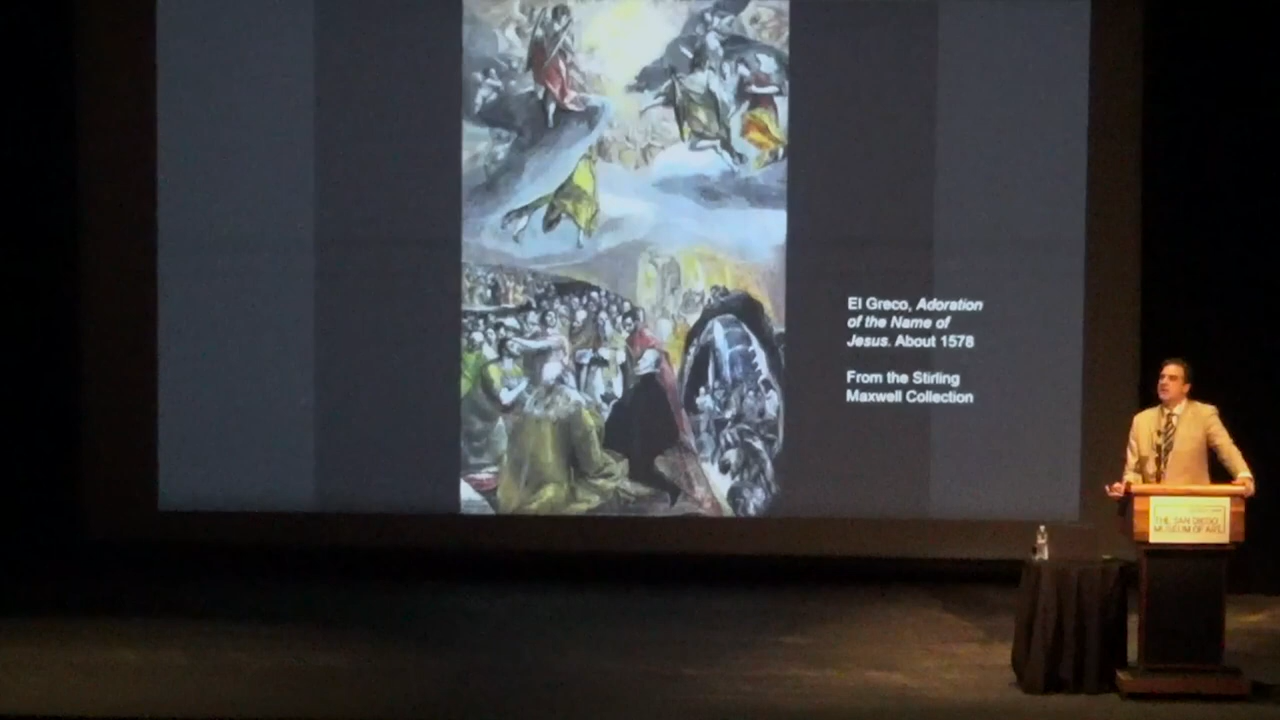 El Greco, Adoration
of the Name of
Jesus. About 1578
From the Stirling
Maxwell Collection
THE SAN DIEGO
MUSEUM OF ART